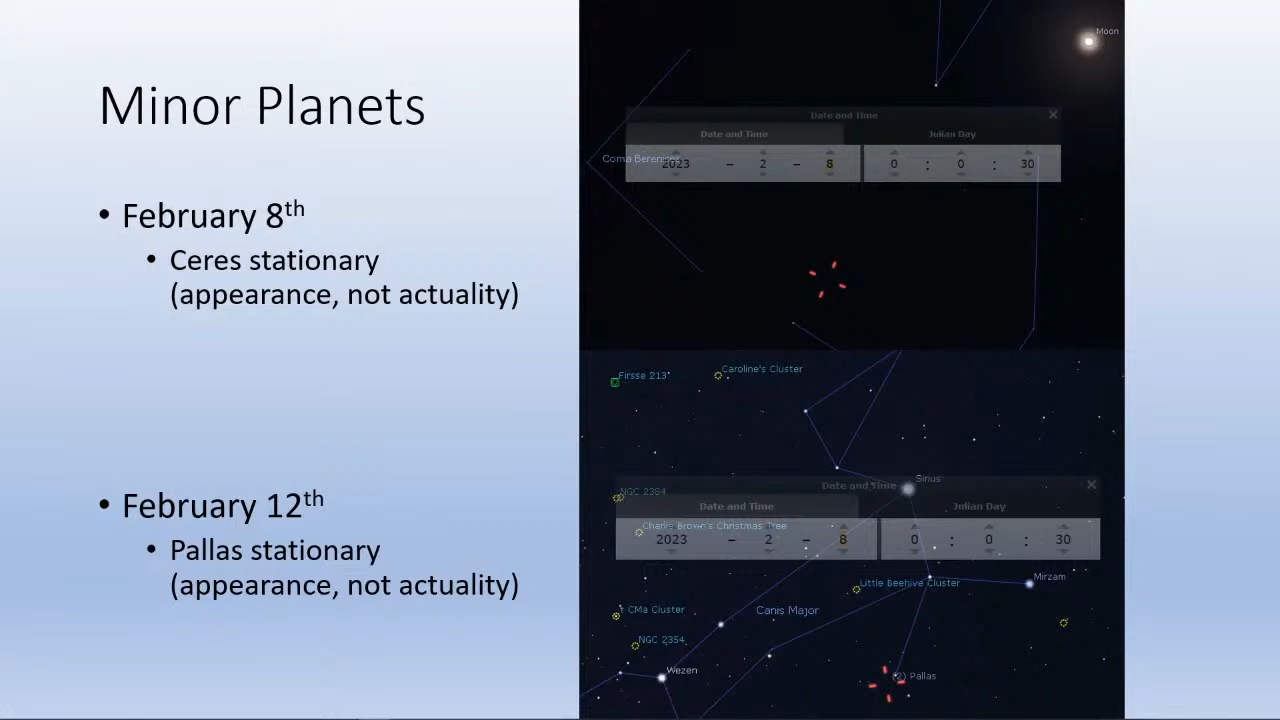 Minor Planets
• February 8th
• Ceres stationary
(appearance, not actuality)
• February 12th
• Pallas stationary
(appearance, not actuality)
Moon
Date and Time
Date and Time
Julian Day
Coma Berenices
2023 - 2 - 8
0 : 0 : 30
Caroline's Cluster
Sirius
Date and Time
NGC 2384
Date and Time
Julian Day
Charlie Brown's Christmas Tree
2023 - 2 - 8
0 : 0 : 30
Mirzam
Little Beehive Cluster
Canis Major
τ CMa Cluster
NGC 2354
Wezen
(2) Pallas